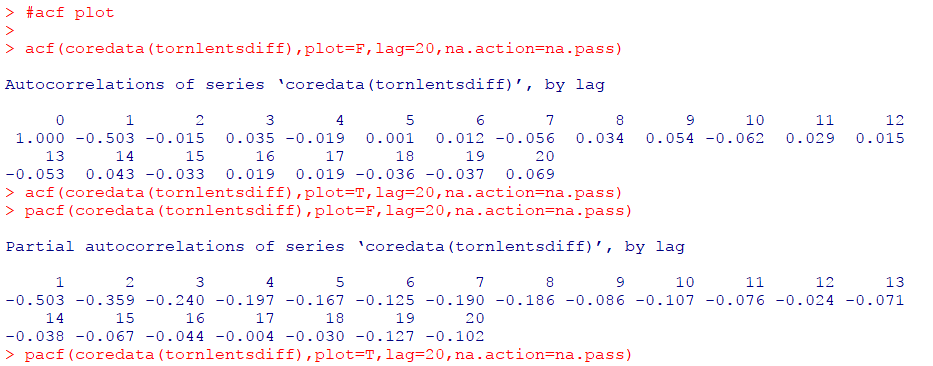 > #acf plot
>
> acf(coredata(tornlentsdiff),plot=F,lag=20,na.action=na.pass)
Autocorrelations of series ‘coredata(tornlentsdiff)’, by lag
0 1 2 3 4 5 6 7 8 9 10 11 12
1.000 -0.503 -0.015 0.035 -0.019 0.001 0.012 -0.056 0.034 0.054 -0.062 0.029 0.015
13 14 15 16 17 18 19 20
-0.053 0.043 -0.033 0.019 0.019 -0.036 -0.037 0.069
> acf(coredata(tornlentsdiff),plot=T,lag=20,na.action=na.pass)
> pacf(coredata(tornlentsdiff),plot=F,lag=20,na.action=na.pass)
Partial autocorrelations of series ‘coredata(tornlentsdiff)’, by lag
1 2 3 4 5 6 7 8 9 10 11 12 13
-0.503 -0.359 -0.240 -0.197 -0.167 -0.125 -0.190 -0.186 -0.086 -0.107 -0.076 -0.024 -0.071
14 15 16 17 18 19 20
-0.038 -0.067 -0.044 -0.004 -0.030 -0.127 -0.102
> pacf(coredata(tornlentsdiff),plot=T,lag=20,na.action=na.pass)